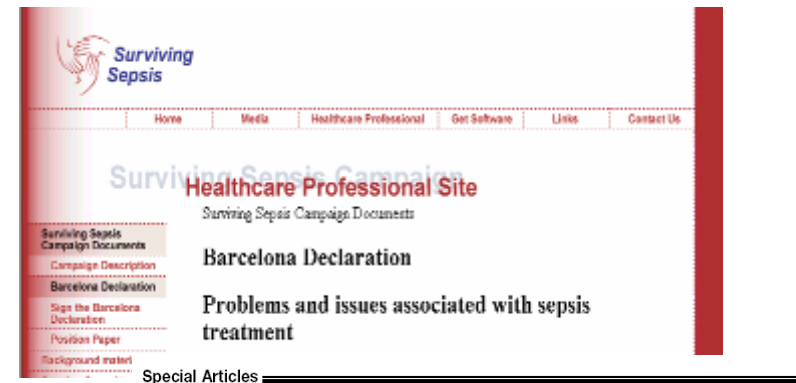 Surviving
Sepsis
Home Media Healthcare Professional Get Software Links Contact Us
Surviving Sepsis Campaign
Healthcare Professional Site
Surviving Sepsis Campaign Documents
Surviving Sepsis
Campaign Documents
Campaign Description
Barcelona Declaration
Sign the Barcelona
Declaration
Position Paper
Background
Barcelona Declaration
Problems and issues associated with sepsis
treatment
Special Articles